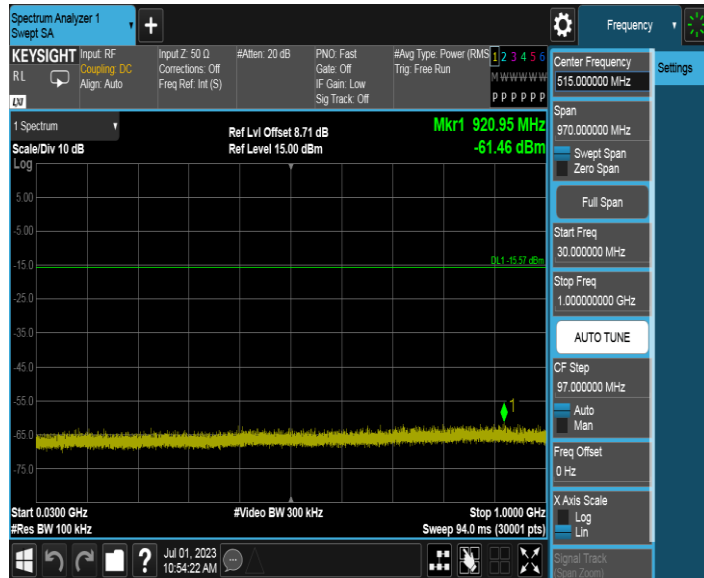 Spectrum Analyzer 1
Swept SA
Frequency
KEYSIGHT
RL
LXI
Input: RF
Coupling: DC
Align: Auto
Input Z: 50 Ω
Corrections: Off
Freq Ref: Int (S)
#Atten: 20 dB
PNO: Fast
Gate: Off
IF Gain: Low
Sig Track: Off
#Avg Type: Power (RMS
Trig: Free Run
1 2 3 4 5 6
M W W W W W
P P P P P P
1 Spectrum
Scale/Div 10 dB
Log
Ref Lvl Offset 8.71 dB
Ref Level 15.00 dBm
Mkr1 920.95 MHz
-61.46 dBm
5.00
-5.00
-15.0
-25.0
-35.0
-45.0
-55.0
-65.0
-75.0
DL1 -15.57 dBm
1
Start 0.0300 GHz
#Res BW 100 kHz
#Video BW 300 kHz
Stop 1.0000 GHz
Sweep 94.0 ms (30001 pts)
?
Jul 01, 2023
10:54:22 AM
Center Frequency
515.000000 MHz
Settings
Span
970.000000 MHz
Swept Span
Zero Span
Full Span
Start Freq
30.000000 MHz
Stop Freq
1.000000000 GHz
AUTO TUNE
CF Step
97.000000 MHz
Auto
Man
Freq Offset
0 Hz
X Axis Scale
Log
Lin
Signal Track
(Span Zoom)